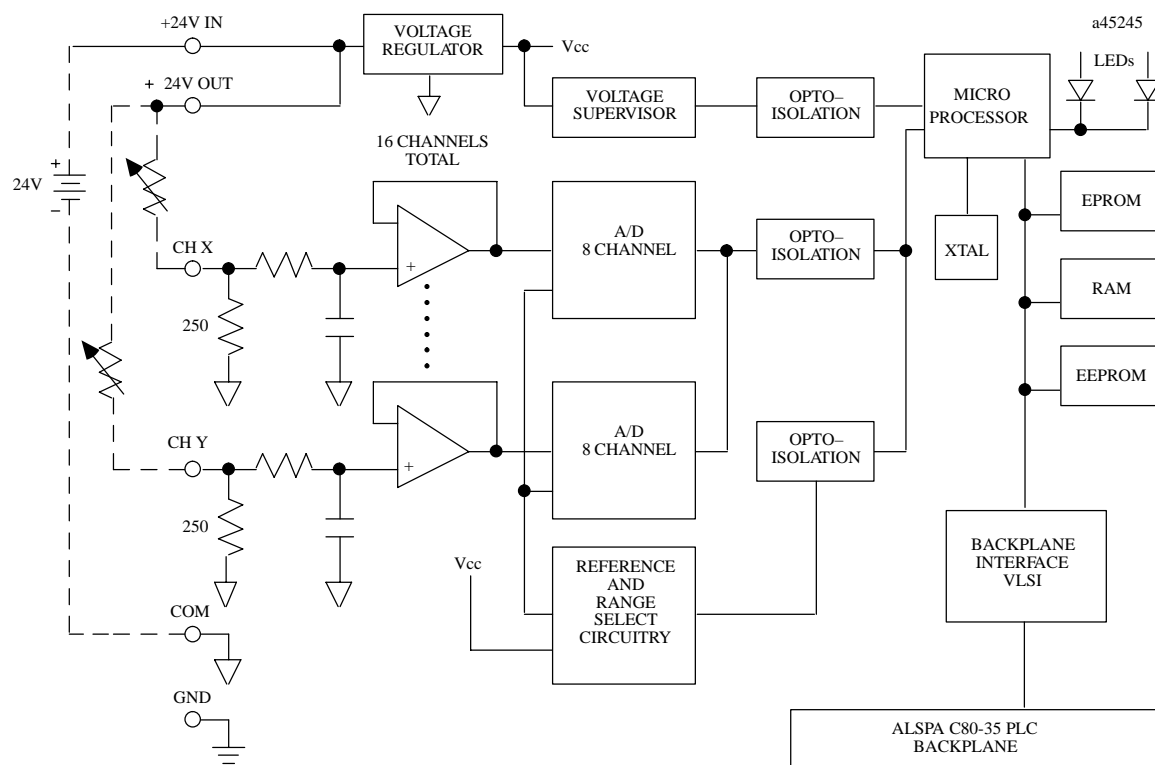 +24V IN
VOLTAGE
REGULATOR
Vcc
a45245
LEDs
+ 24V OUT
VOLTAGE
SUPERVISOR
OPTO–
ISOLATION
MICRO
PROCESSOR
16 CHANNELS
TOTAL
+
24V
–
CH X
+
A/D
8 CHANNEL
OPTO–
ISOLATION
XTAL
EPROM
RAM
EEPROM
250
CH Y
+
A/D
8 CHANNEL
OPTO–
ISOLATION
250
Vcc
REFERENCE
AND
RANGE
SELECT
CIRCUITRY
BACKPLANE
INTERFACE
VLSI
COM
GND
ALSPA C80-35 PLC
BACKPLANE